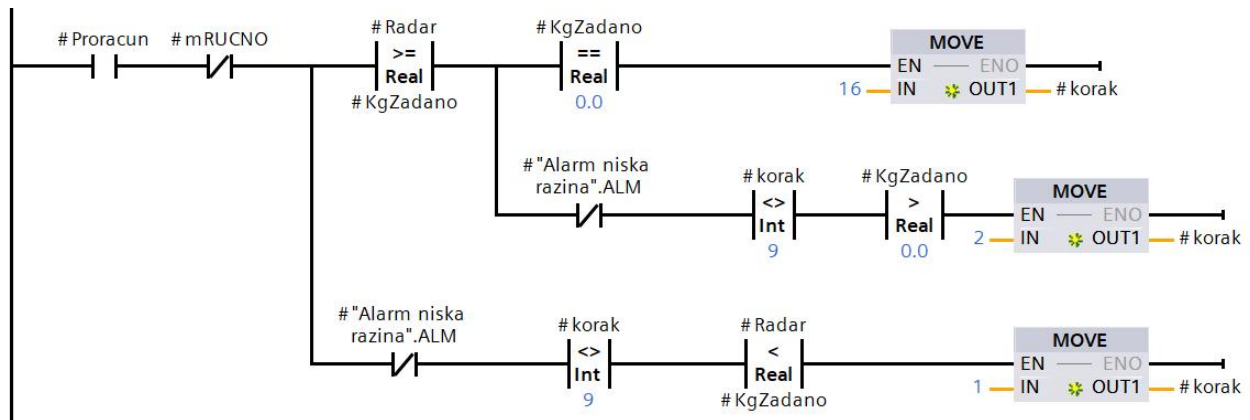 #Proracun
#mRUCNO
#Radar
>=
Real
#KgZadano
#KgZadano
==
Real
0.0
MOVE
EN — ENO
16 — IN OUT1 — #korak
#"Alarm niska
razina".ALM
#korak
<>
Int
9
#KgZadano
>
Real
0.0
MOVE
EN — ENO
2 — IN OUT1 — #korak
#"Alarm niska
razina".ALM
#korak
<>
Int
9
#Radar
<
Real
#KgZadano
MOVE
EN — ENO
1 — IN OUT1 — #korak